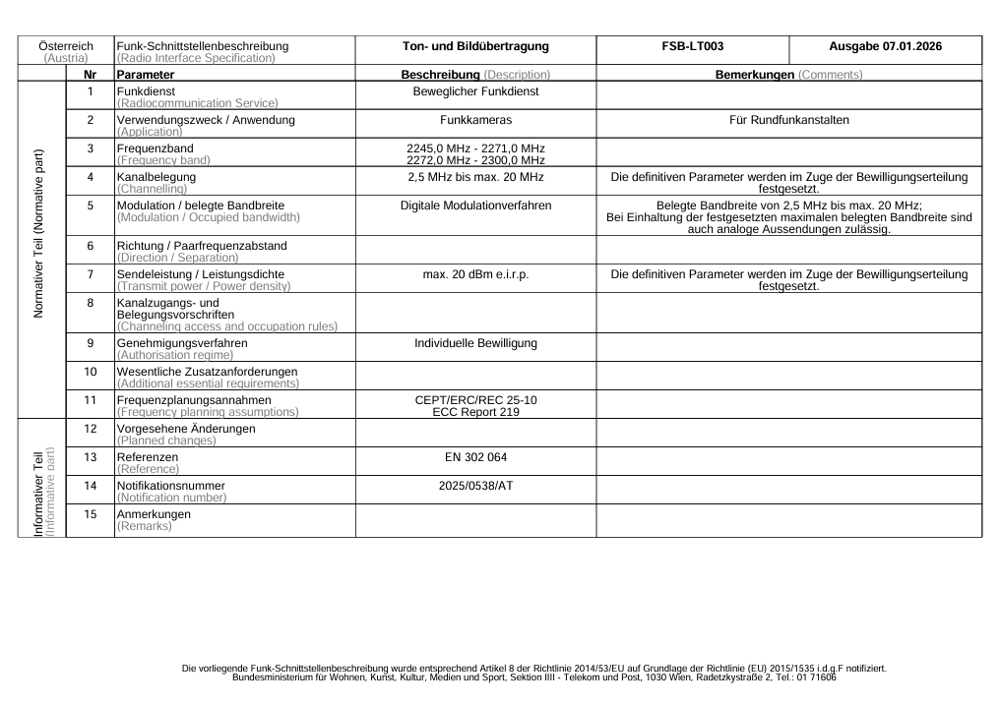 Österreich
(Austria)
Funk-Schnittstellenbeschreibung
(Radio Interface Specification)
Ton- und Bildübertragung
FSB-LT003
Ausgabe 07.01.2026
Nr
Parameter
Beschreibung (Description)
Bemerkungen (Comments)
Normativer Teil (Normative part)
1
Funkdienst
(Radiocommunication Service)
Beweglicher Funkdienst
2
Verwendungszweck / Anwendung
(Application)
Funkkameras
Für Rundfunkanstalten
3
Frequenzband
(Frequency band)
2245,0 MHz - 2271,0 MHz
2272,0 MHz - 2300,0 MHz
4
Kanalbelegung
(Channelling)
2,5 MHz bis max. 20 MHz
Die definitiven Parameter werden im Zuge der Bewilligungserteilung
festgesetzt.
5
Modulation / belegte Bandbreite
(Modulation / Occupied bandwidth)
Digitale Modulationverfahren
Belegte Bandbreite von 2,5 MHz bis max. 20 MHz;
Bei Einhaltung der festgesetzten maximalen belegten Bandbreite sind
auch analoge Aussendungen zulässig.
6
Richtung / Paarfrequenzabstand
(Direction / Separation)
7
Sendeleistung / Leistungsdichte
(Transmit power / Power density)
max. 20 dBm e.i.r.p.
Die definitiven Parameter werden im Zuge der Bewilligungserteilung
festgesetzt.
8
Kanalzugangs- und
Belegungsvorschriften
(Channeling access and occupation rules)
9
Genehmigungsverfahren
(Authorisation regime)
Individuelle Bewilligung
10
Wesentliche Zusatzanforderungen
(Additional essential requirements)
11
Frequenzplanungsannahmen
(Frequency planning assumptions)
CEPT/ERC/REC 25-10
ECC Report 219
Informativer Teil
(Informative part)
12
Vorgesehene Änderungen
(Planned changes)
13
Referenzen
(Reference)
EN 302 064
14
Notifikationsnummer
(Notification number)
2025/0538/AT
15
Anmerkungen
(Remarks)
Die vorliegende Funk-Schnittstellenbeschreibung wurde entsprechend Artikel 8 der Richtlinie 2014/53/EU auf Grundlage der Richtlinie (EU) 2015/1535 i.d.g.F notifiziert.
Bundesministerium für Wohnen, Kunst, Kultur, Medien und Sport, Sektion IIII - Telekom und Post, 1030 Wien, Radetzkystraße 2, Tel.: 01 71606